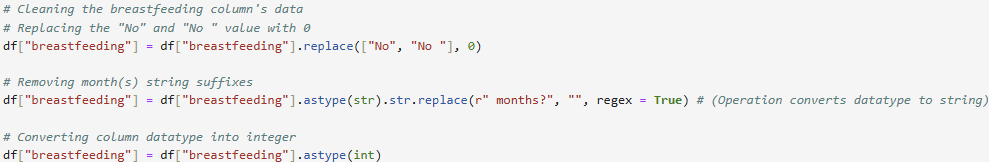 # Cleaning the breastfeeding column's data
# Replacing the "No" and "No " value with 0
df["breastfeeding"] = df["breastfeeding"].replace(["No", "No "], 0)
# Removing month(s) string suffixes
df["breastfeeding"] = df["breastfeeding"].astype(str).str.replace(r" months?", "", regex = True) # (Operation converts datatype to string)
# Converting column datatype into integer
df["breastfeeding"] = df["breastfeeding"].astype(int)